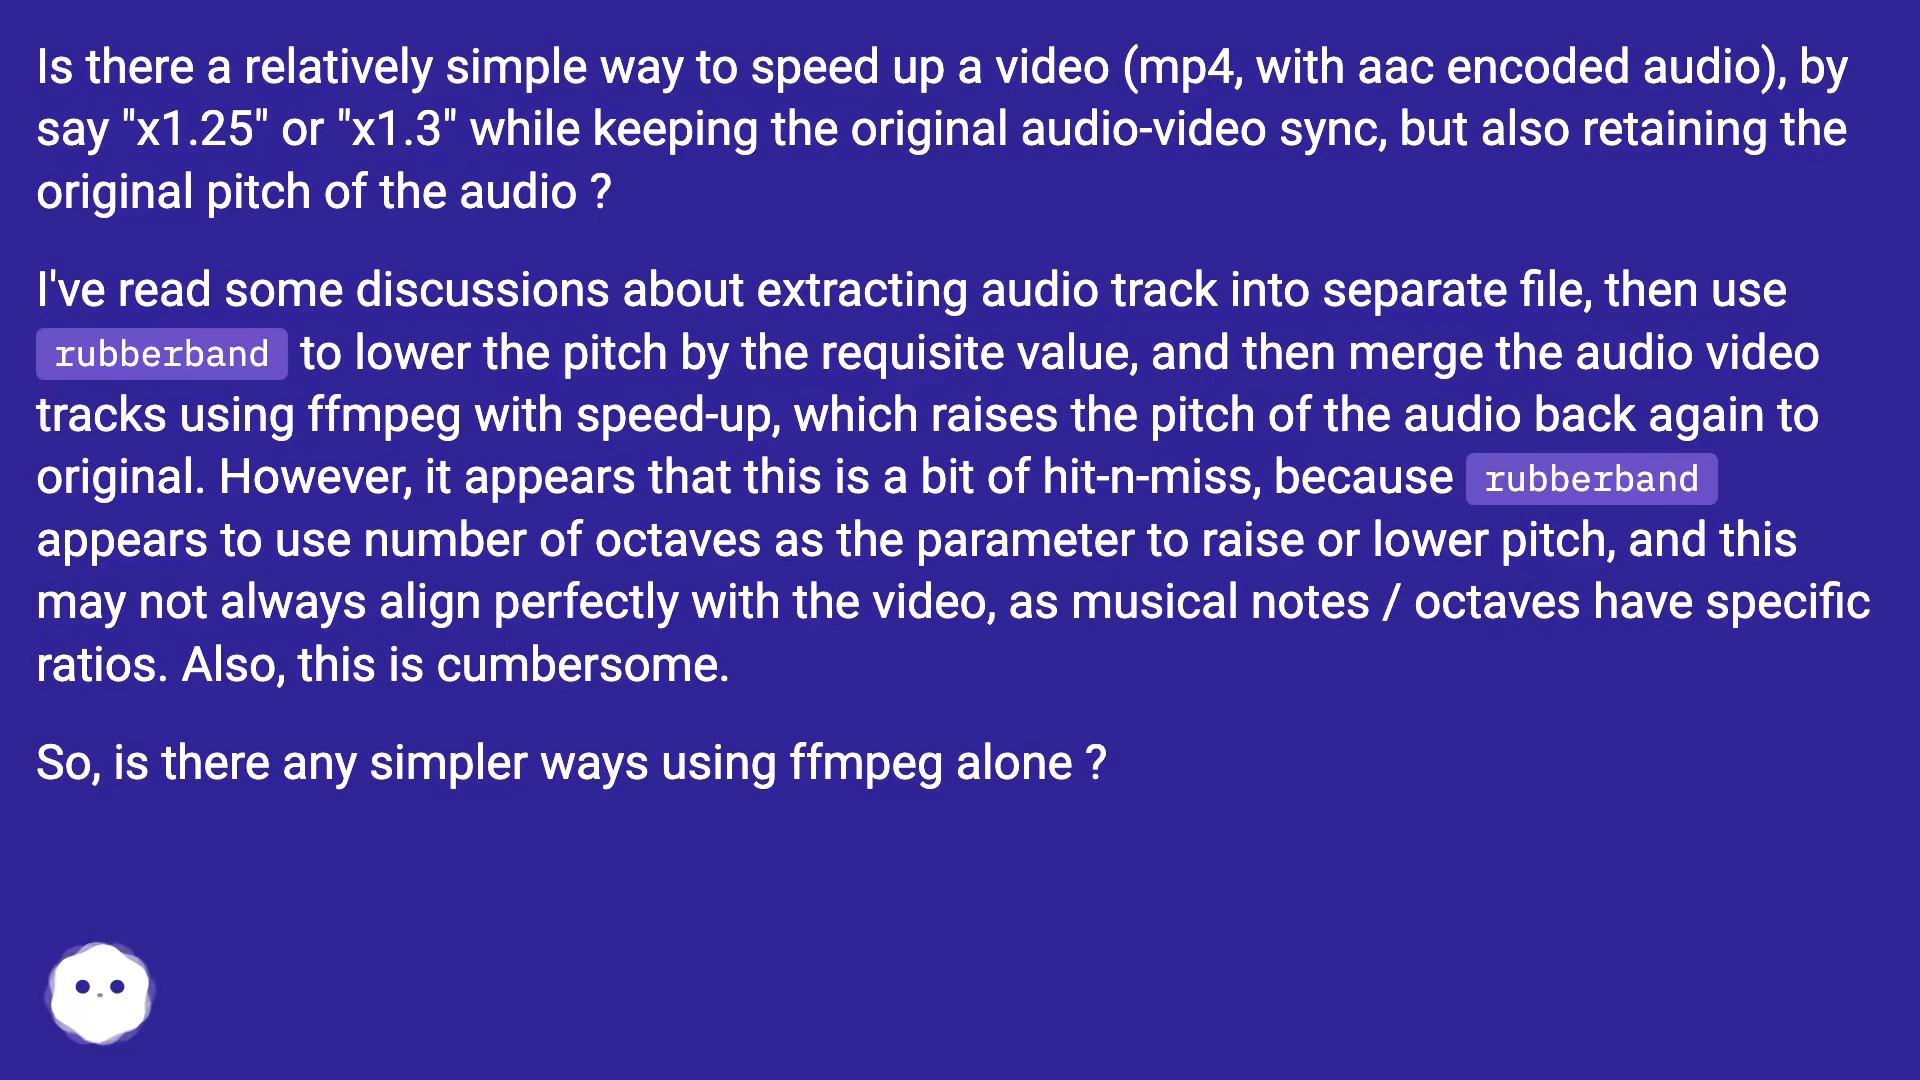 Is there a relatively simple way to speed up a video (mp4, with aac encoded audio), by
say "x1.25" or "x1.3" while keeping the original audio-video sync, but also retaining the
original pitch of the audio ?
I've read some discussions about extracting audio track into separate file, then use
rubberband to lower the pitch by the requisite value, and then merge the audio video
tracks using ffmpeg with speed-up, which raises the pitch of the audio back again to
original. However, it appears that this is a bit of hit-n-miss, because rubberband
appears to use number of octaves as the parameter to raise or lower pitch, and this
may not always align perfectly with the video, as musical notes / octaves have specific
ratios. Also, this is cumbersome.
So, is there any simpler ways using ffmpeg alone ?